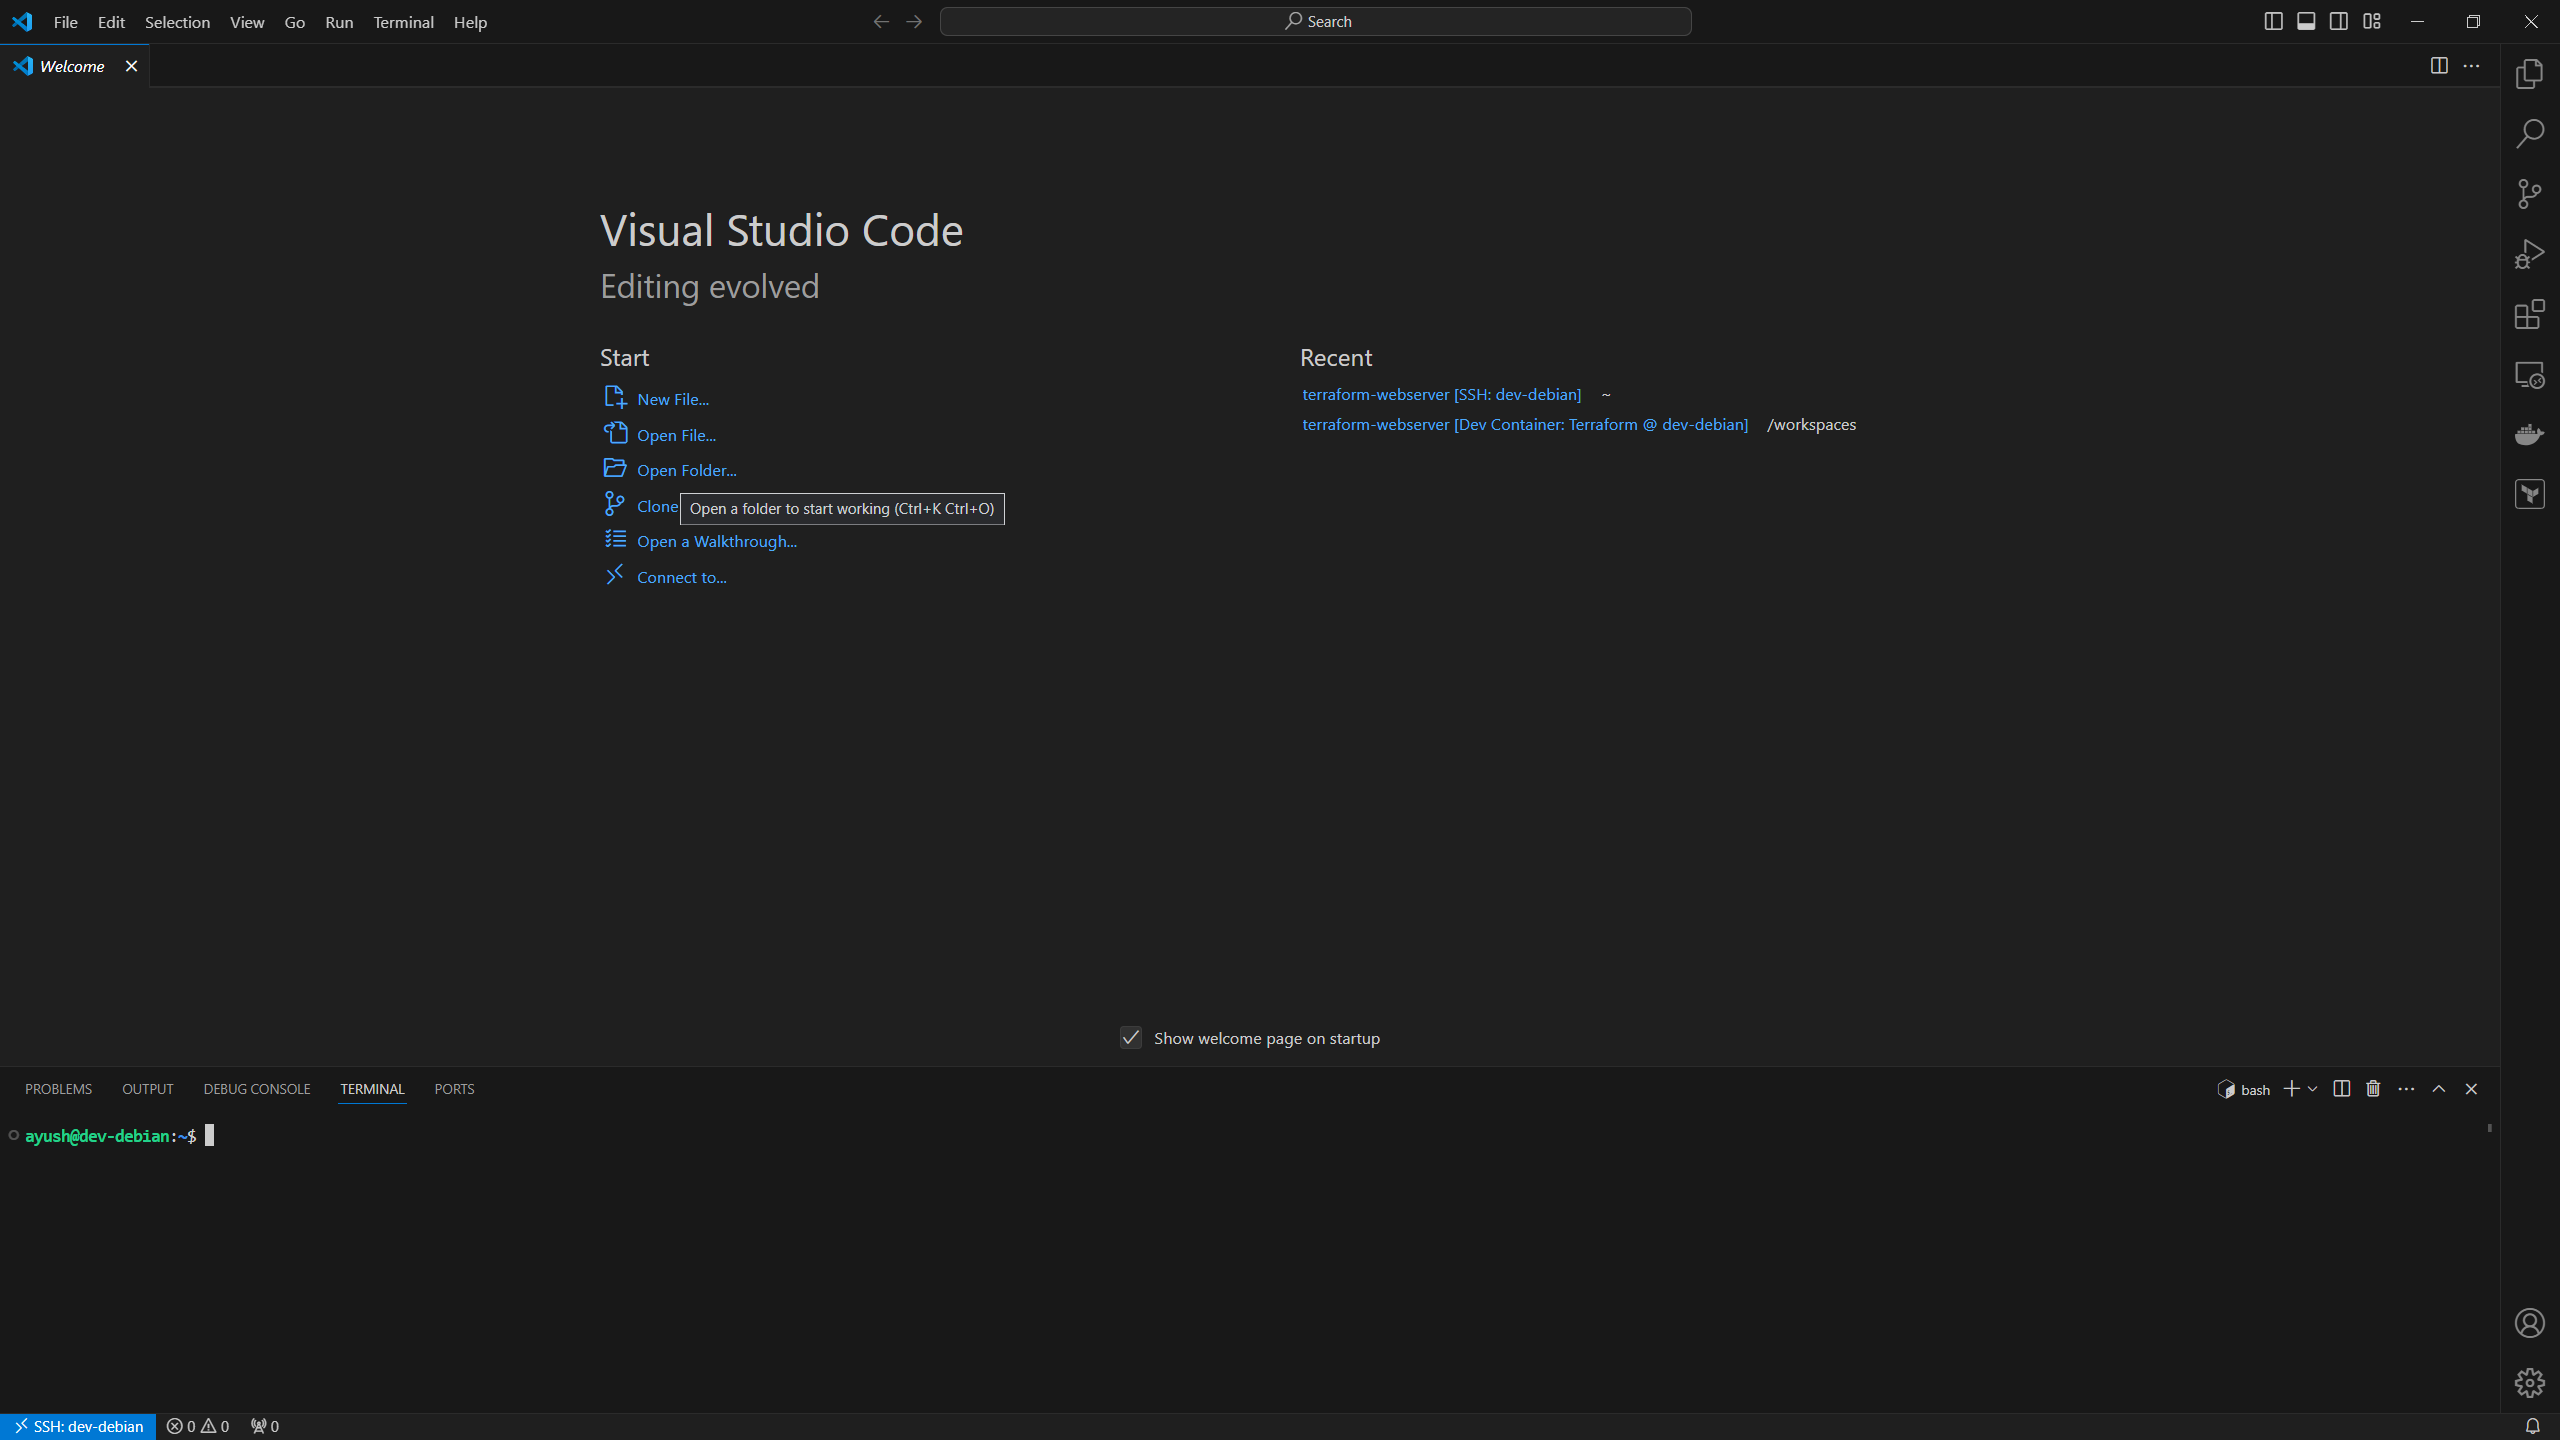 File Edit Selection View Go Run Terminal Help
Search
Welcome
Visual Studio Code
Editing evolved
Start
New File...
Open File...
Open Folder...
Clone
Open a folder to start working (Ctrl+K Ctrl+O)
Open a Walkthrough...
Connect to...
Recent
terraform-webserver [SSH: dev-debian] ~
terraform-webserver [Dev Container: Terraform @ dev-debian] /workspaces
Show welcome page on startup
PROBLEMS OUTPUT DEBUG CONSOLE TERMINAL PORTS
bash
ayush@dev-debian:~$
SSH: dev-debian 0 0 0